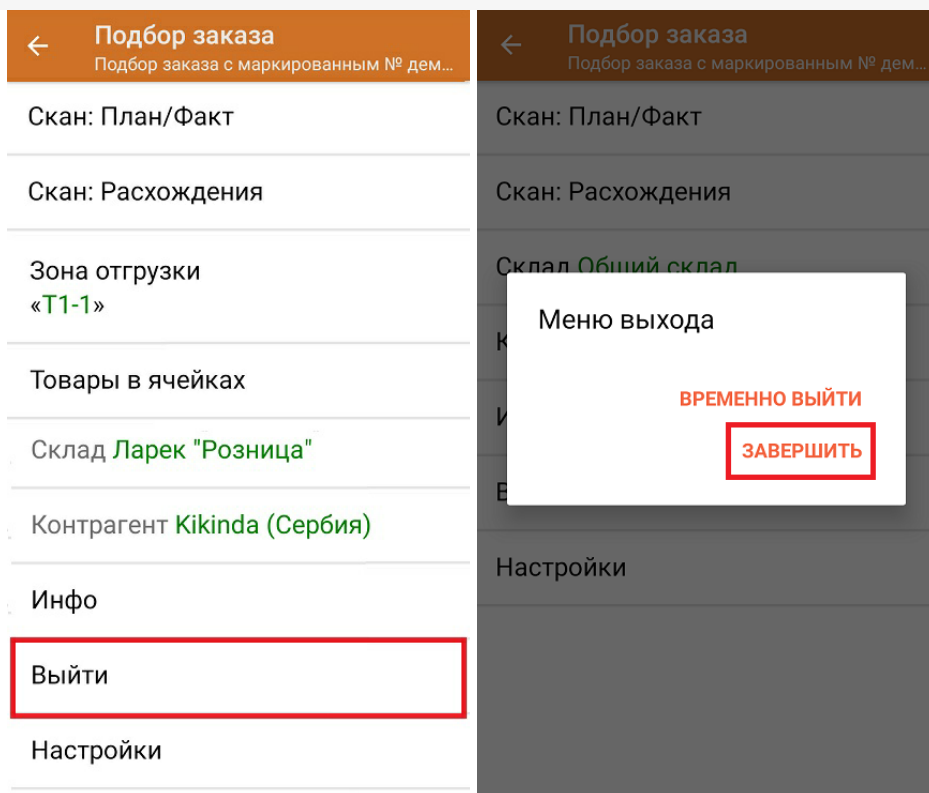 Подбор заказа
Подбор заказа с маркированным № дем...
Скан: План/Факт
Скан: Расхождения
Зона отгрузки
«Т1-1»
Товары в ячейках
Склад Ларек "Розница"
Контрагент Kikinda (Сербия)
Инфо
Выйти
Настройки
Подбор заказа
Подбор заказа с маркированным № дем...
Скан: План/Факт
Скан: Расхождения
Склад Общий склад
Меню выхода
ВРЕМЕННО ВЫЙТИ
ЗАВЕРШИТЬ
Настройки